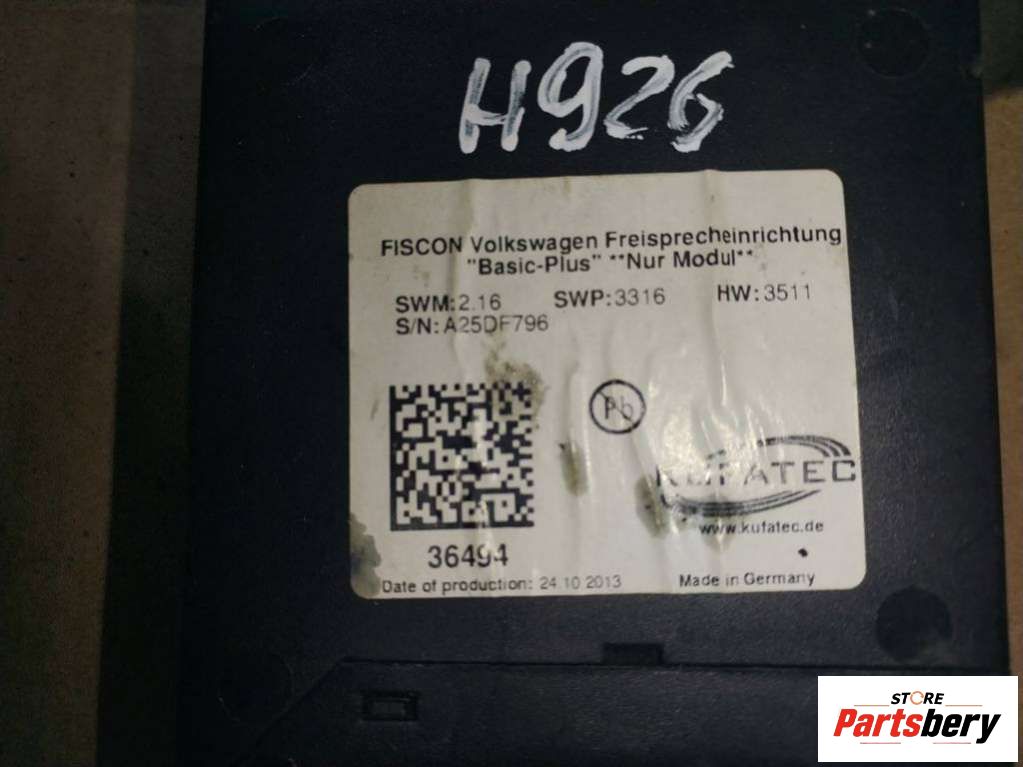 H926
FISCON Volkswagen Freisprecheinrichtung
"Basic-Plus" **Nur Modul**
SWM:2.16 SWP:3316 HW:3511
S/N:A25DF796
Pb
KUFATEC
www.kufatec.de
36494
Date of production: 24.10.2013 Made in Germany
STORE
Partsbery